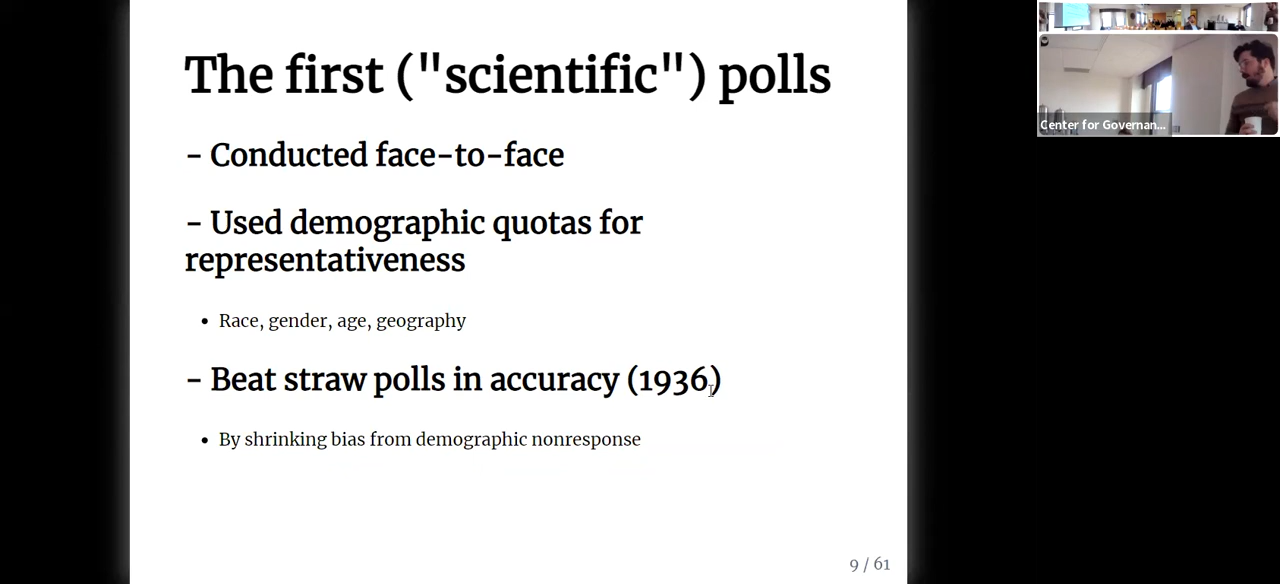 The first ("scientific") polls
- Conducted face-to-face
- Used demographic quotas for
representativeness
• Race, gender, age, geography
- Beat straw polls in accuracy (1936)
• By shrinking bias from demographic nonresponse
9 / 61
Center for Governan...